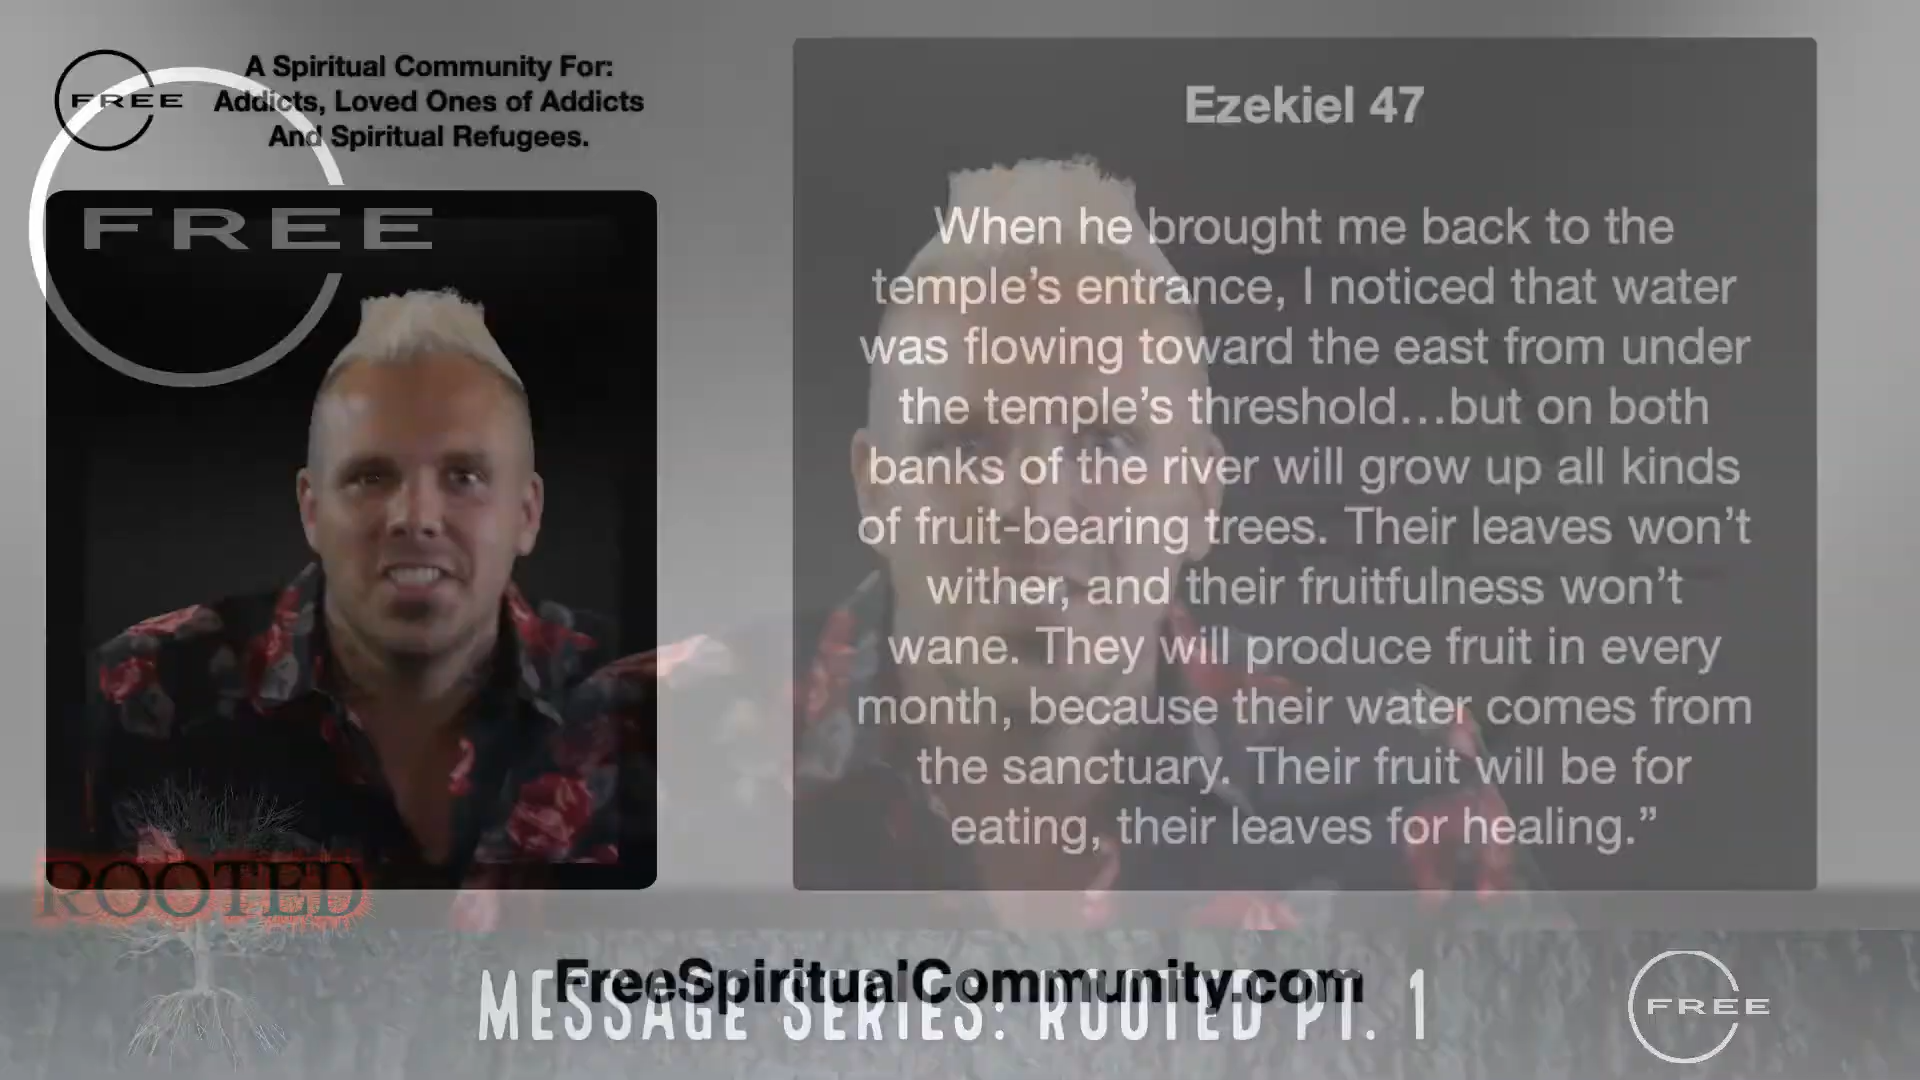 FREE
A Spiritual Community For:
Addicts, Loved Ones of Addicts
And Spiritual Refugees.
FREE
Ezekiel 47
When he brought me back to the
temple's entrance, I noticed that water
was flowing toward the east from under
the temple's threshold...but on both
banks of the river will grow up all kinds
of fruit-bearing trees. Their leaves won't
wither, and their fruitfulness won't
wane. They will produce fruit in every
month, because their water comes from
the sanctuary. Their fruit will be for
eating, their leaves for healing.”
ROOTED
FreeSpiritualCommunity.com
MESSAGE SERIES: ROOTED PT. 1
FREE